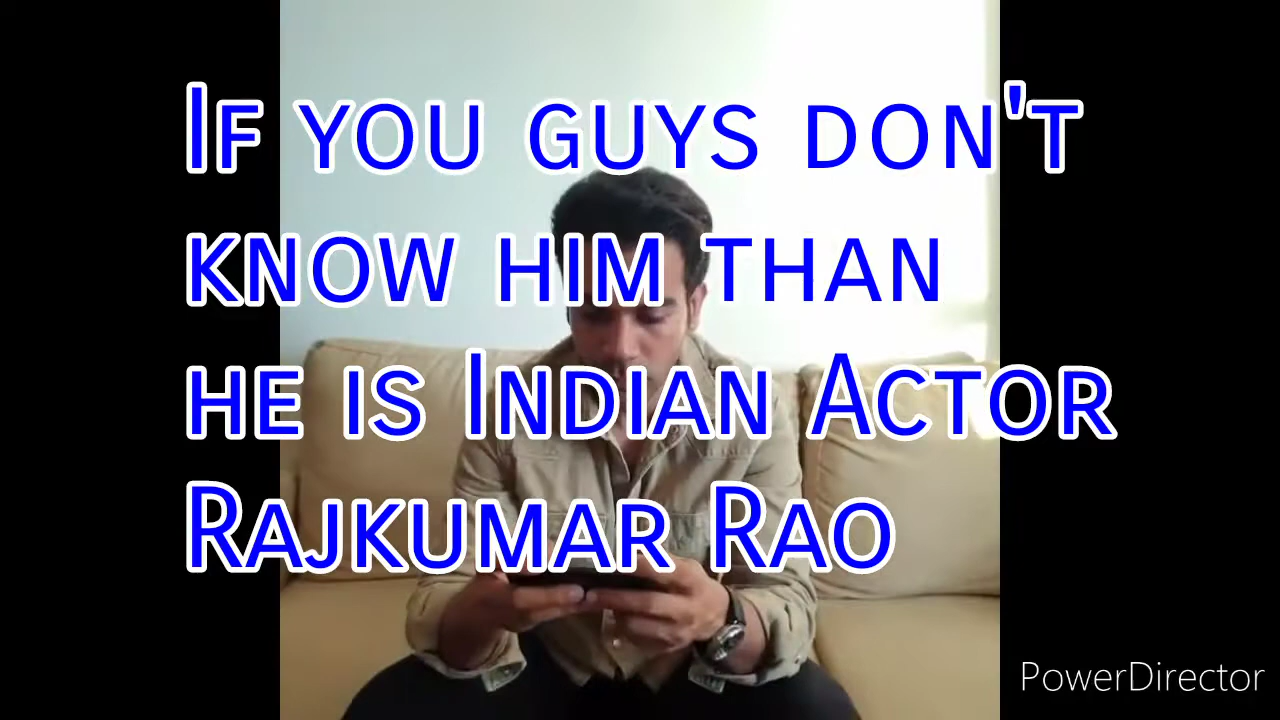 If you guys don't
know him than
he is Indian Actor
Rajkumar Rao
PowerDirector